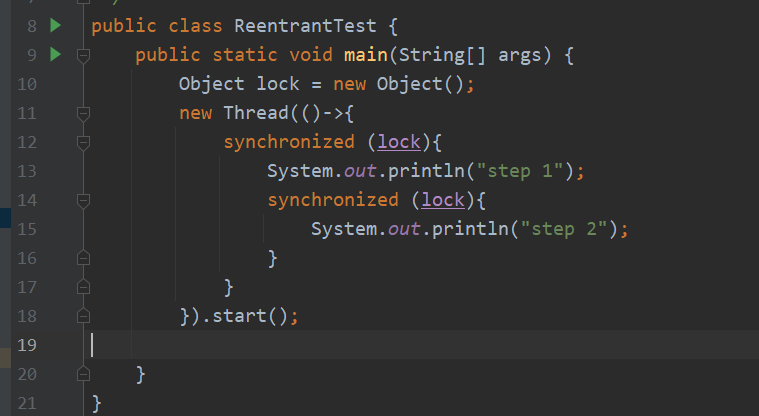 8 public class ReentrantTest {
9 public static void main(String[] args) {
10 Object lock = new Object();
11 new Thread(()->{
12 synchronized (lock){
13 System.out.println("step 1");
14 synchronized (lock){
15 System.out.println("step 2");
16 }
17 }
18 }).start();
19
20 }
21 }